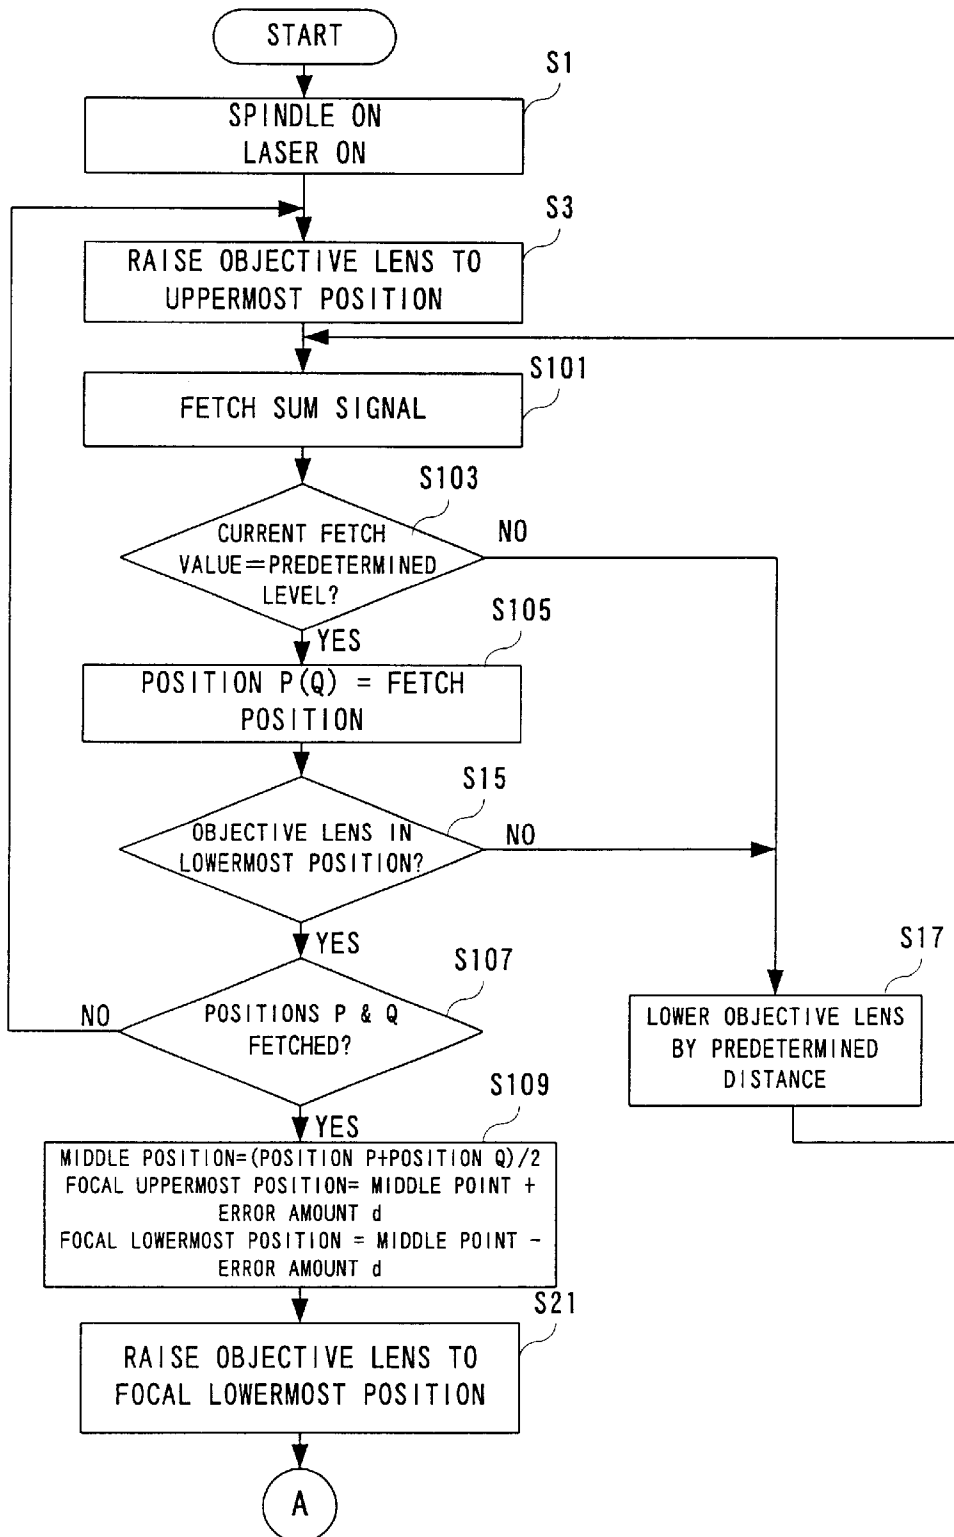 START
S1
SPINDLE ON
LASER ON
S3
RAISE OBJECTIVE LENS TO
UPPERMOST POSITION
S101
FETCH SUM SIGNAL
S103
CURRENT FETCH
VALUE=PREDETERMINED
LEVEL?
NO
YES
S105
POSITION P(Q) = FETCH
POSITION
S15
OBJECTIVE LENS IN
LOWERMOST POSITION?
NO
YES
S17
LOWER OBJECTIVE LENS
BY PREDETERMINED
DISTANCE
S107
POSITIONS P & Q
FETCHED?
NO
YES
S109
MIDDLE POSITION=(POSITION P+POSITION Q)/2
FOCAL UPPERMOST POSITION= MIDDLE POINT +
ERROR AMOUNT d
FOCAL LOWERMOST POSITION = MIDDLE POINT -
ERROR AMOUNT d
S21
RAISE OBJECTIVE LENS TO
FOCAL LOWERMOST POSITION
A